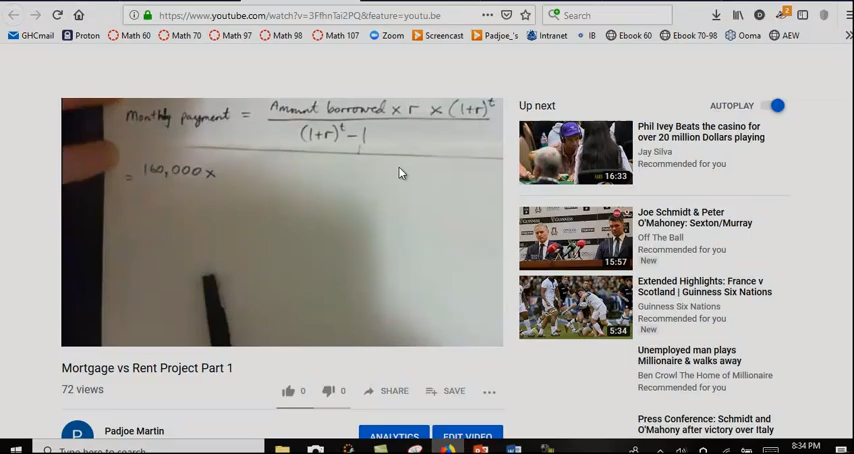 https://www.youtube.com/watch?v=3FfhnTai2PQ&feature=youtu.be
Search
2
GHCmail
Proton
Math 60
Math 70
Math 97
Math 98
Math 107
Zoom
Screencast
Padjoe_'s
Intranet
IB
Ebook 60
Ebook 70-98
Ooma
AEW
Monthly payment = Amount borrowed × r × (1+r)^t
(1+r)^t − 1
= 160,000 ×
Mortgage vs Rent Project Part 1
72 views
0
0
SHARE
SAVE
P
Padjoe Martin
ANALYTICS
EDIT VIDEO
Up next
AUTOPLAY
16:33
Phil Ivey Beats the casino for
over 20 million Dollars playing
Jay Silva
Recommended for you
15:57
Joe Schmidt & Peter
O'Mahoney: Sexton/Murray
Off The Ball
Recommended for you
New
5:34
Extended Highlights: France v
Scotland | Guinness Six Nations
Guinness Six Nations
Recommended for you
New
Unemployed man plays
Millionaire & walks away
Ben Crowl The Home of Millionaire
Recommended for you
Press Conference: Schmidt and
O'Mahony after victory over Italy
Type here to search
8:34 PM